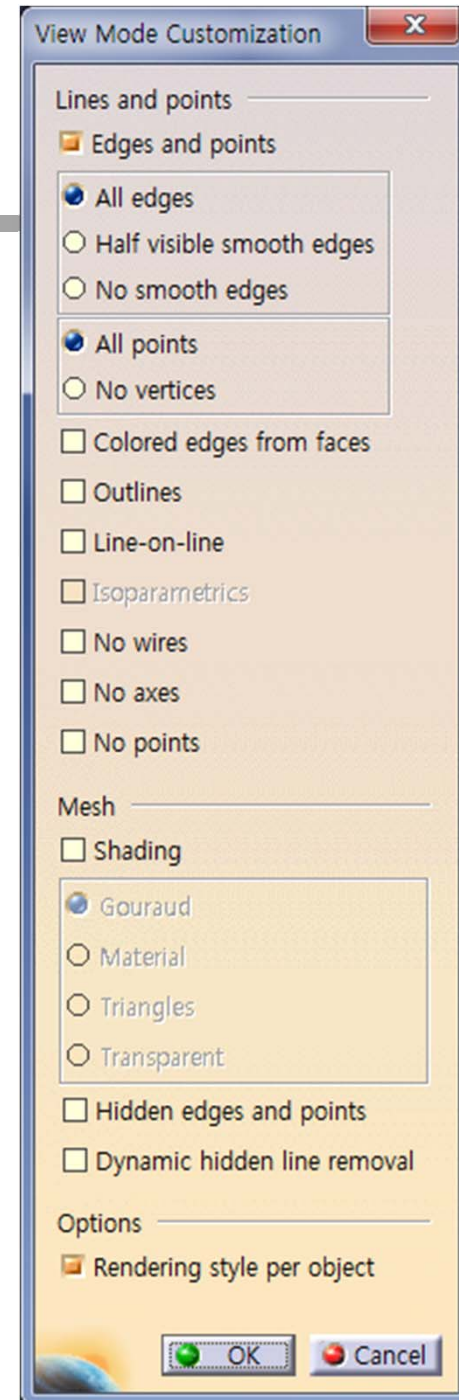 View Mode Customization
Lines and points
Edges and points
All edges
Half visible smooth edges
No smooth edges
All points
No vertices
Colored edges from faces
Outlines
Line-on-line
Isoparametrics
No wires
No axes
No points
Mesh
Shading
Gouraud
Material
Triangles
Transparent
Hidden edges and points
Dynamic hidden line removal
Options
Rendering style per object
OK Cancel